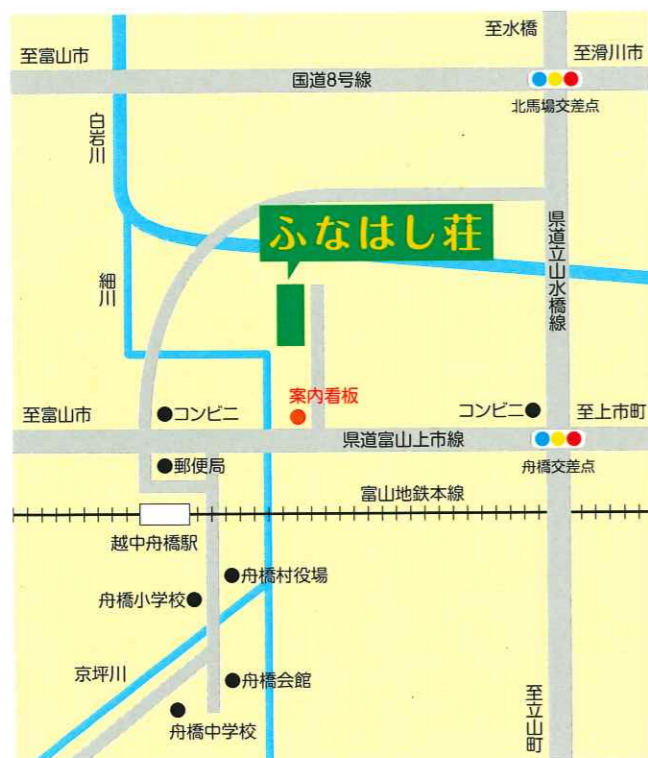 至水橋
至富山市
至滑川市
国道8号線
北馬場交差点
白岩川
ふなはし荘
県道立山水橋線
細川
案内看板
至富山市
コンビニ
コンビニ
至上市町
県道富山上市線
舟橋交差点
郵便局
富山地鉄本線
越中舟橋駅
舟橋村役場
舟橋小学校
京坪川
舟橋会館
舟橋中学校
至立山町